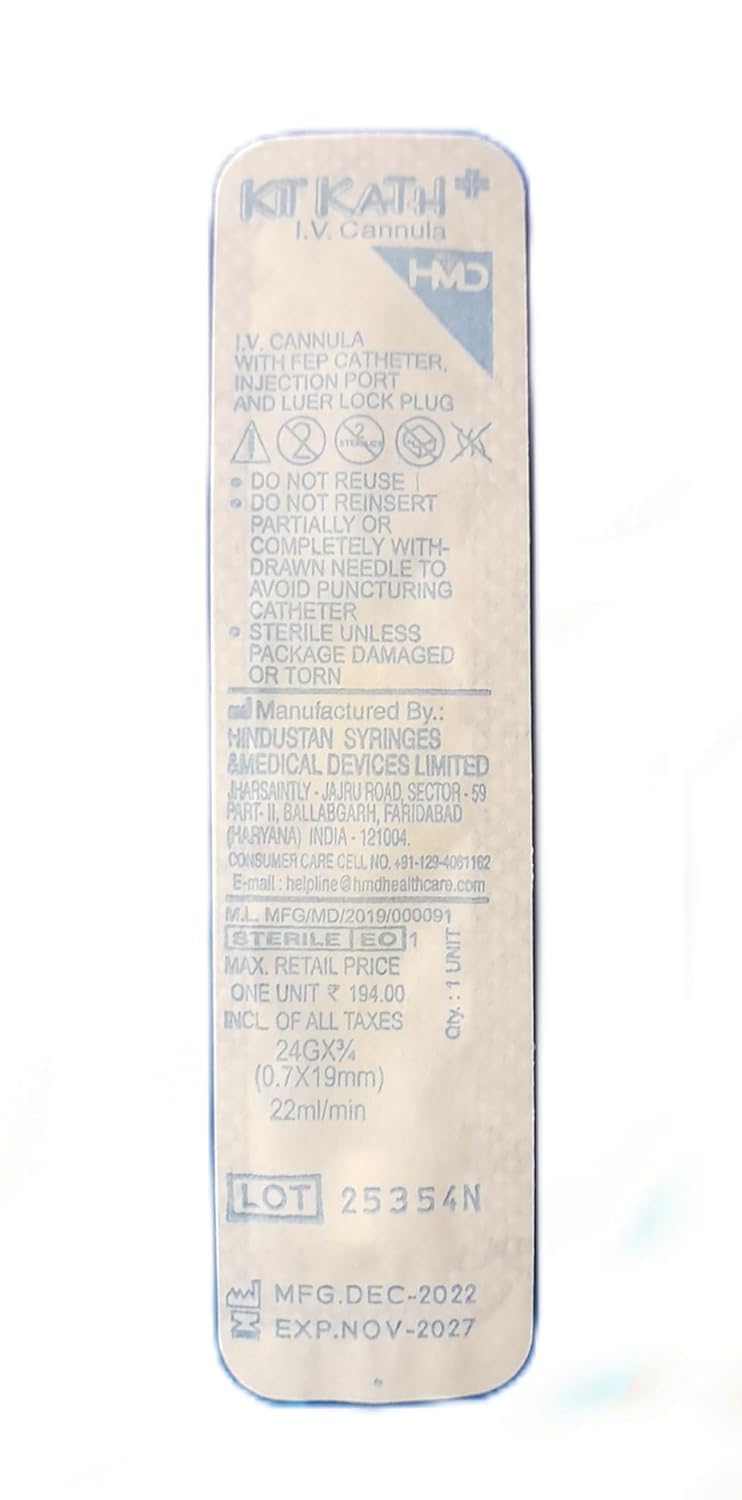 KIT KATH+
I.V. Cannula
HMD
I.V. CANNULA
WITH FEP CATHETER,
INJECTION PORT
AND LUER LOCK PLUG
2
2
STERILIZE
• DO NOT REUSE
• DO NOT REINSERT
PARTIALLY OR
COMPLETELY WITH-
DRAWN NEEDLE TO
AVOID PUNCTURING
CATHETER
• STERILE UNLESS
PACKAGE DAMAGED
OR TORN
Manufactured By.:
HINDUSTAN SYRINGES
&MEDICAL DEVICES LIMITED
JHARSAINTLY - JAJRU ROAD, SECTOR - 59
PART- II, BALLABGARH, FARIDABAD
(HARYANA) INDIA - 121004.
CONSUMER CARE CELL NO. +91-129-4061162
E-mail : helpline@hmdhealthcare.com
M.L. MFG/MD/2019/000091
STERILE EO 1
MAX. RETAIL PRICE
ONE UNIT ₹ 194.00
INCL. OF ALL TAXES
Qty. : 1 UNIT
24GX¾
(0.7X19mm)
22ml/min
LOT 25354N
MFG.DEC-2022
EXP.NOV-2027